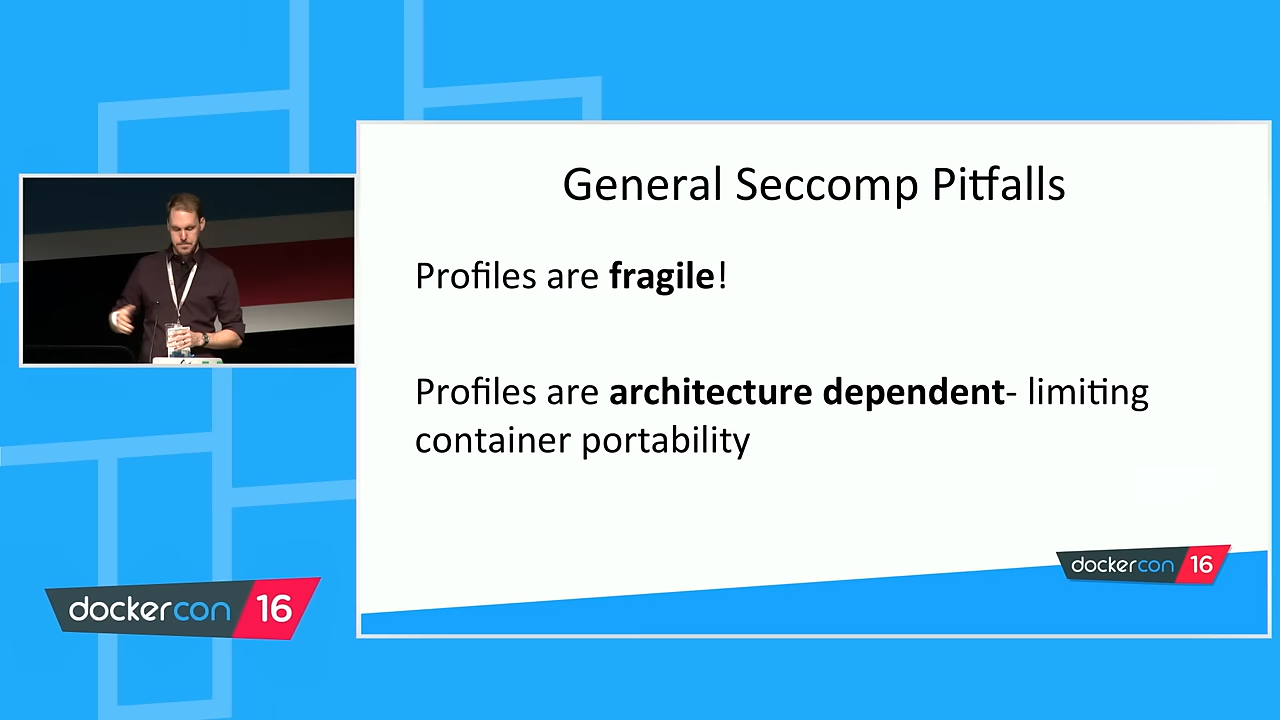 General Seccomp Pitfalls
Profiles are fragile!
Profiles are architecture dependent- limiting
container portability
dockercon 16
dockercon 16